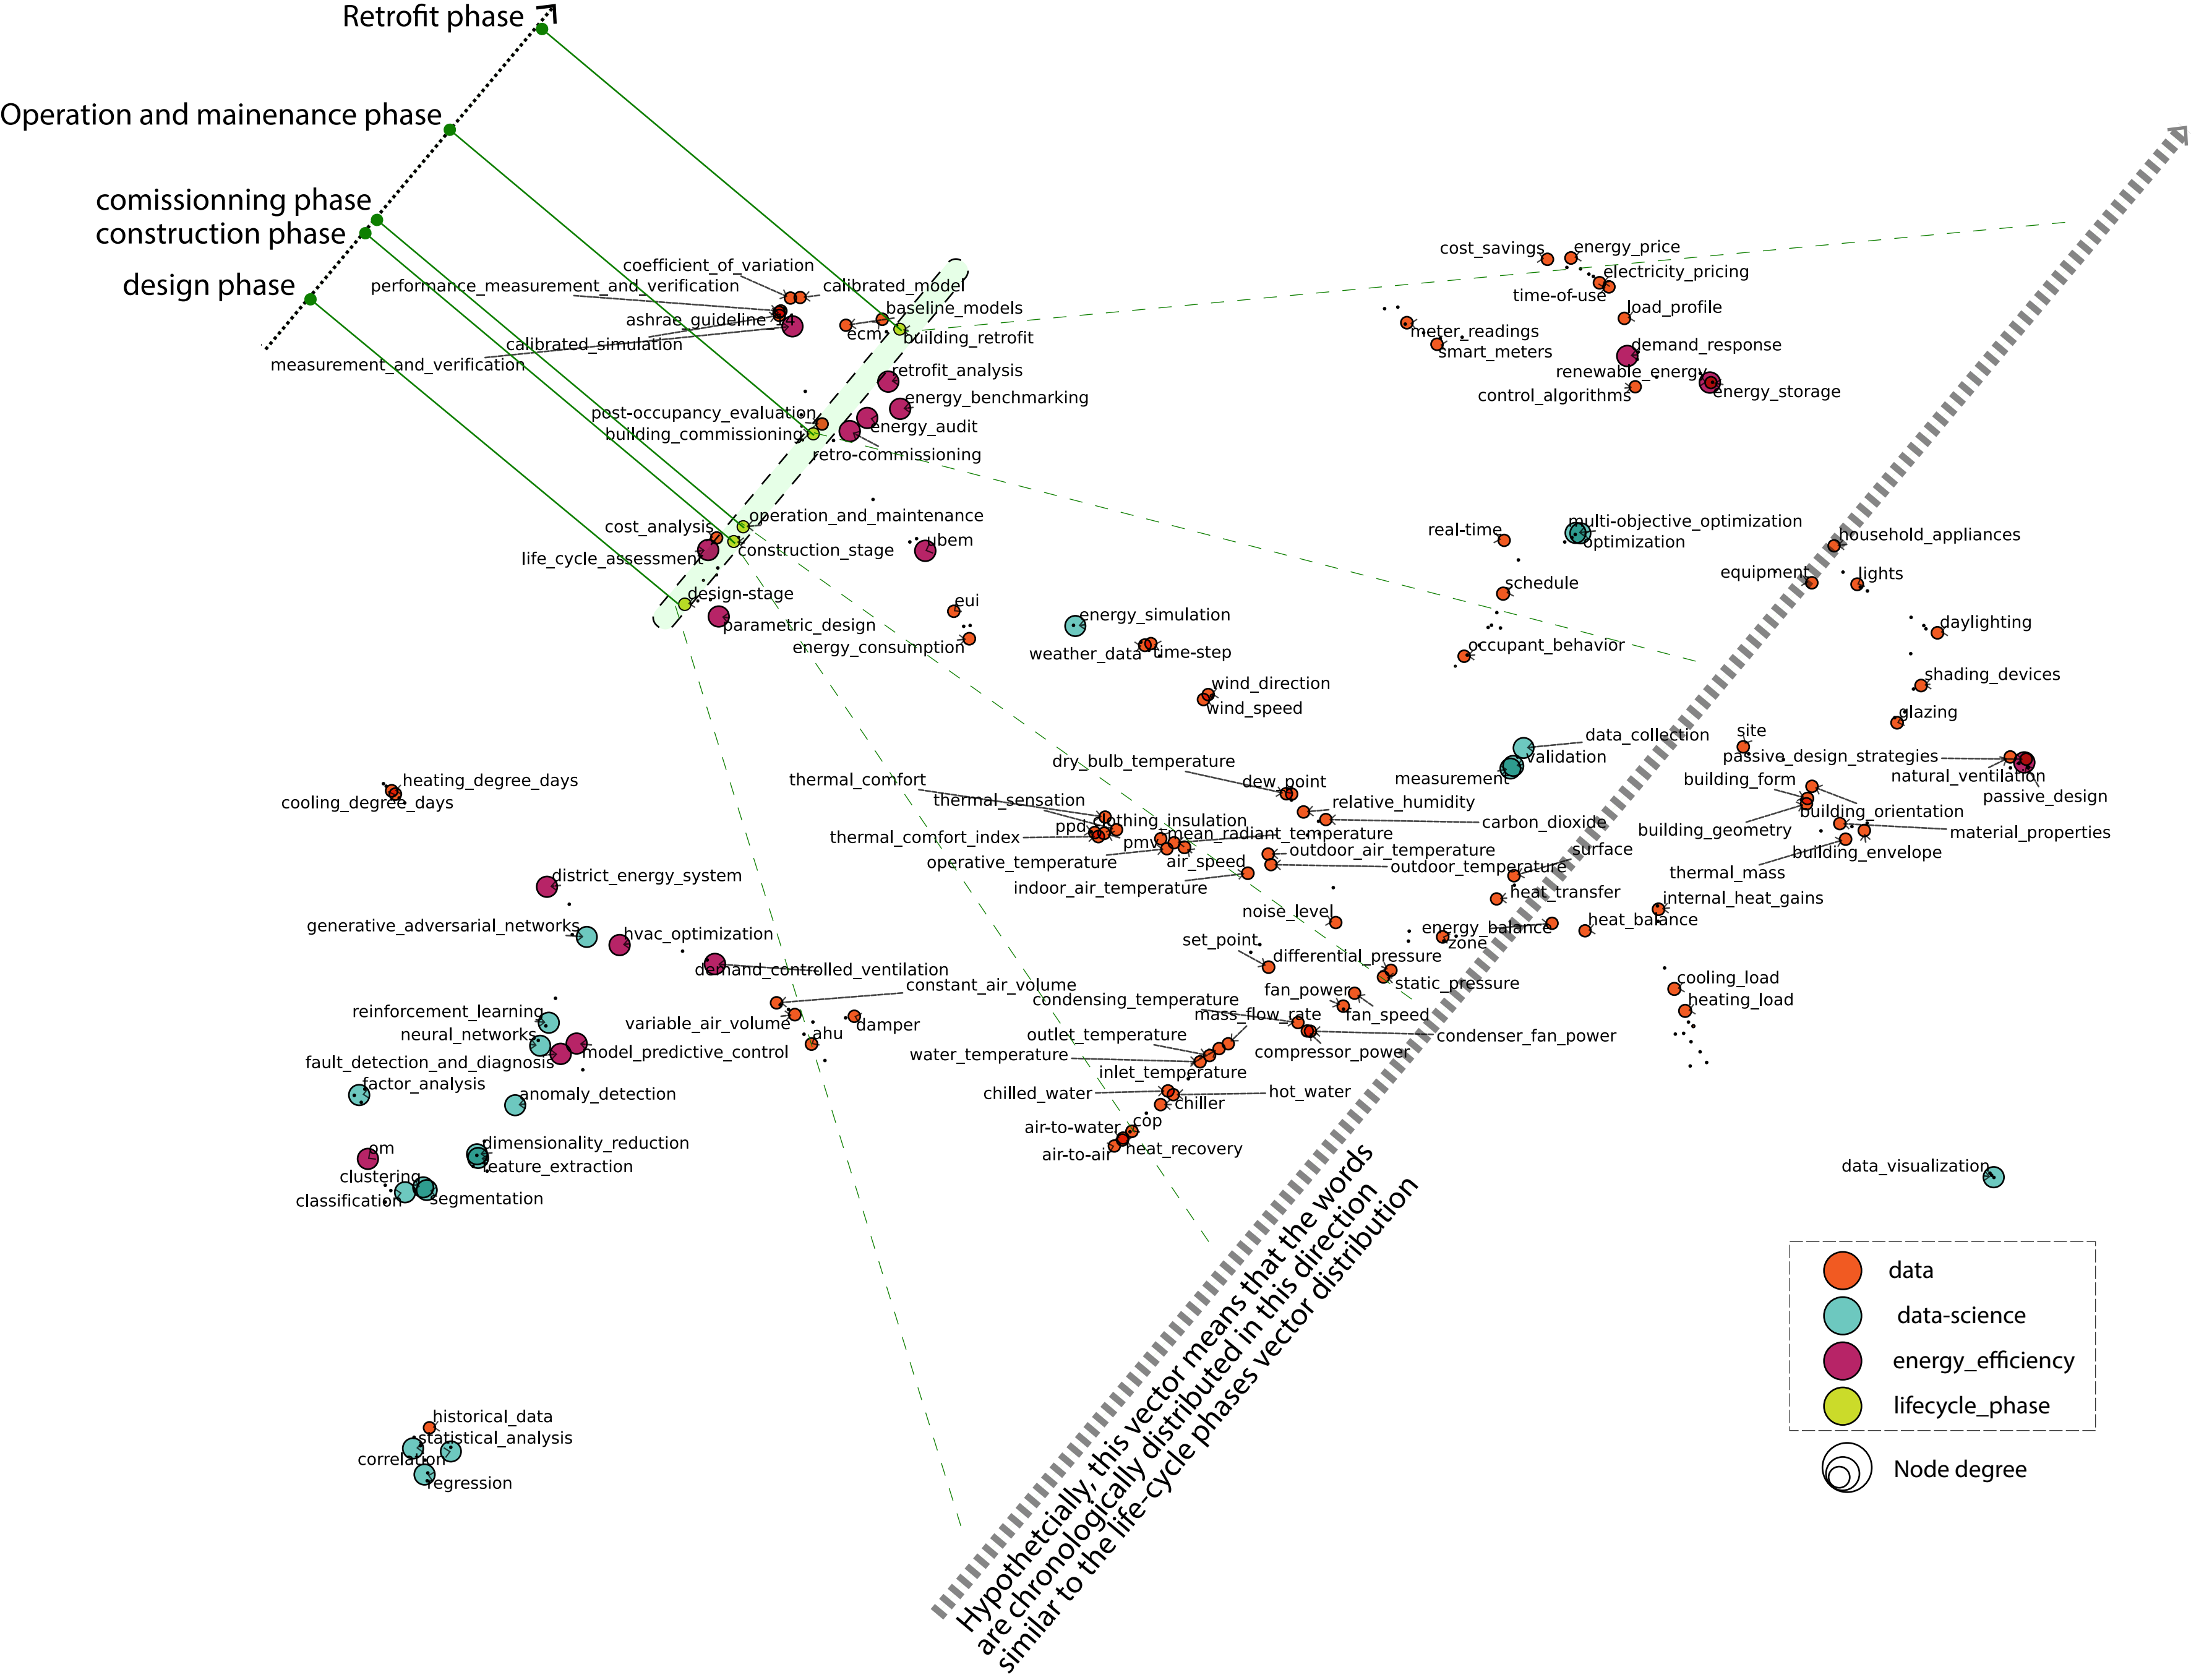 Retrofit phase
Operation and mainenance phase
comissionning phase
construction phase
design phase
coefficient_of_variation
performance_measurement_and_verification
calibrated_model
baseline_models
ashrae_guideline_14
ecm
building_retrofit
calibrated_simulation
measurement_and_verification
retrofit_analysis
energy_benchmarking
post-occupancy_evaluation
energy_audit
building_commissioning
retro-commissioning
cost_savings
energy_price
electricity_pricing
time-of-use
load_profile
meter_readings
smart_meters
demand_response
renewable_energy
control_algorithms
energy_storage
cost_analysis
operation_and_maintenance
life_cycle_assessment
construction_stage
ubem
design-stage
parametric_design
eui
energy_consumption
energy_simulation
weather_data
time-step
real-time
multi-objective_optimization
optimization
household_appliances
equipment
lights
schedule
occupant_behavior
daylighting
shading_devices
glazing
wind_direction
wind_speed
data_collection
validation
measurement
site
passive_design_strategies
natural_ventilation
passive_design
building_form
building_orientation
building_geometry
material_properties
building_envelope
thermal_mass
heating_degree_days
cooling_degree_days
dry_bulb_temperature
dew_point
thermal_comfort
thermal_sensation
relative_humidity
carbon_dioxide
clothing_insulation
ppd
mean_radiant_temperature
thermal_comfort_index
pmv
operative_temperature
air_speed
outdoor_air_temperature
outdoor_temperature
surface
indoor_air_temperature
heat_transfer
internal_heat_gains
noise_level
energy_balance
heat_balance
zone
set_point
differential_pressure
static_pressure
cooling_load
heating_load
district_energy_system
generative_adversarial_networks
hvac_optimization
demand_controlled_ventilation
constant_air_volume
variable_air_volume
damper
ahu
condensing_temperature
fan_power
fan_speed
mass_flow_rate
outlet_temperature
condenser_fan_power
water_temperature
compressor_power
inlet_temperature
chilled_water
hot_water
chiller
air-to-water
cop
air-to-air
heat_recovery
reinforcement_learning
neural_networks
model_predictive_control
fault_detection_and_diagnosis
factor_analysis
anomaly_detection
om
dimensionality_reduction
feature_extraction
clustering
classification
segmentation
data_visualization
historical_data
statistical_analysis
correlation
regression
Hypothetcially, this vector means that the words
are chronologically distributed in this direction
similar to the life-cycle phases vector distribution
data
data-science
energy_efficiency
lifecycle_phase
Node degree